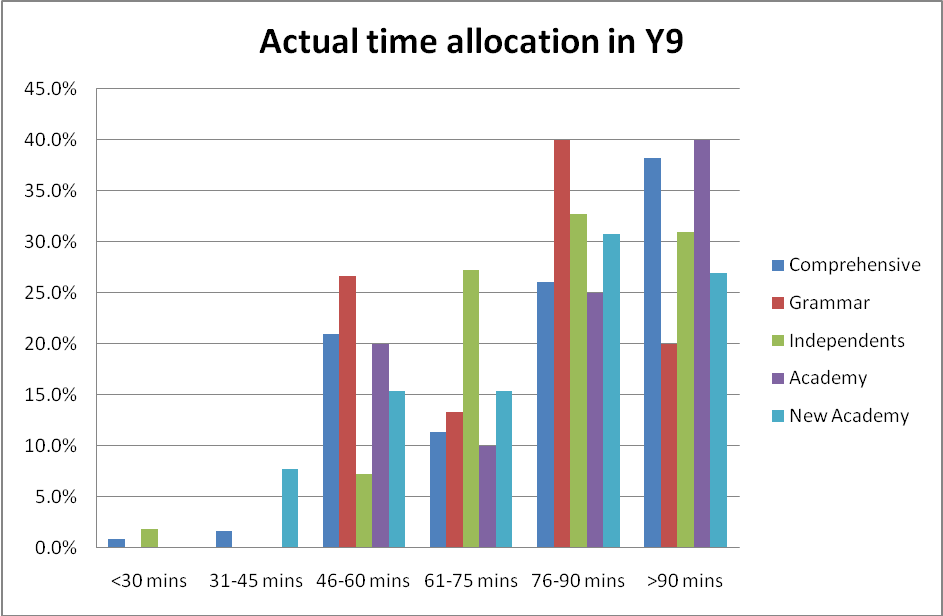 Actual time allocation in Y9
45.0%
40.0%
35.0%
30.0%
25.0%
20.0%
15.0%
10.0%
5.0%
0.0%
<30 mins 31-45 mins 46-60 mins 61-75 mins 76-90 mins >90 mins
Comprehensive
Grammar
Independents
Academy
New Academy